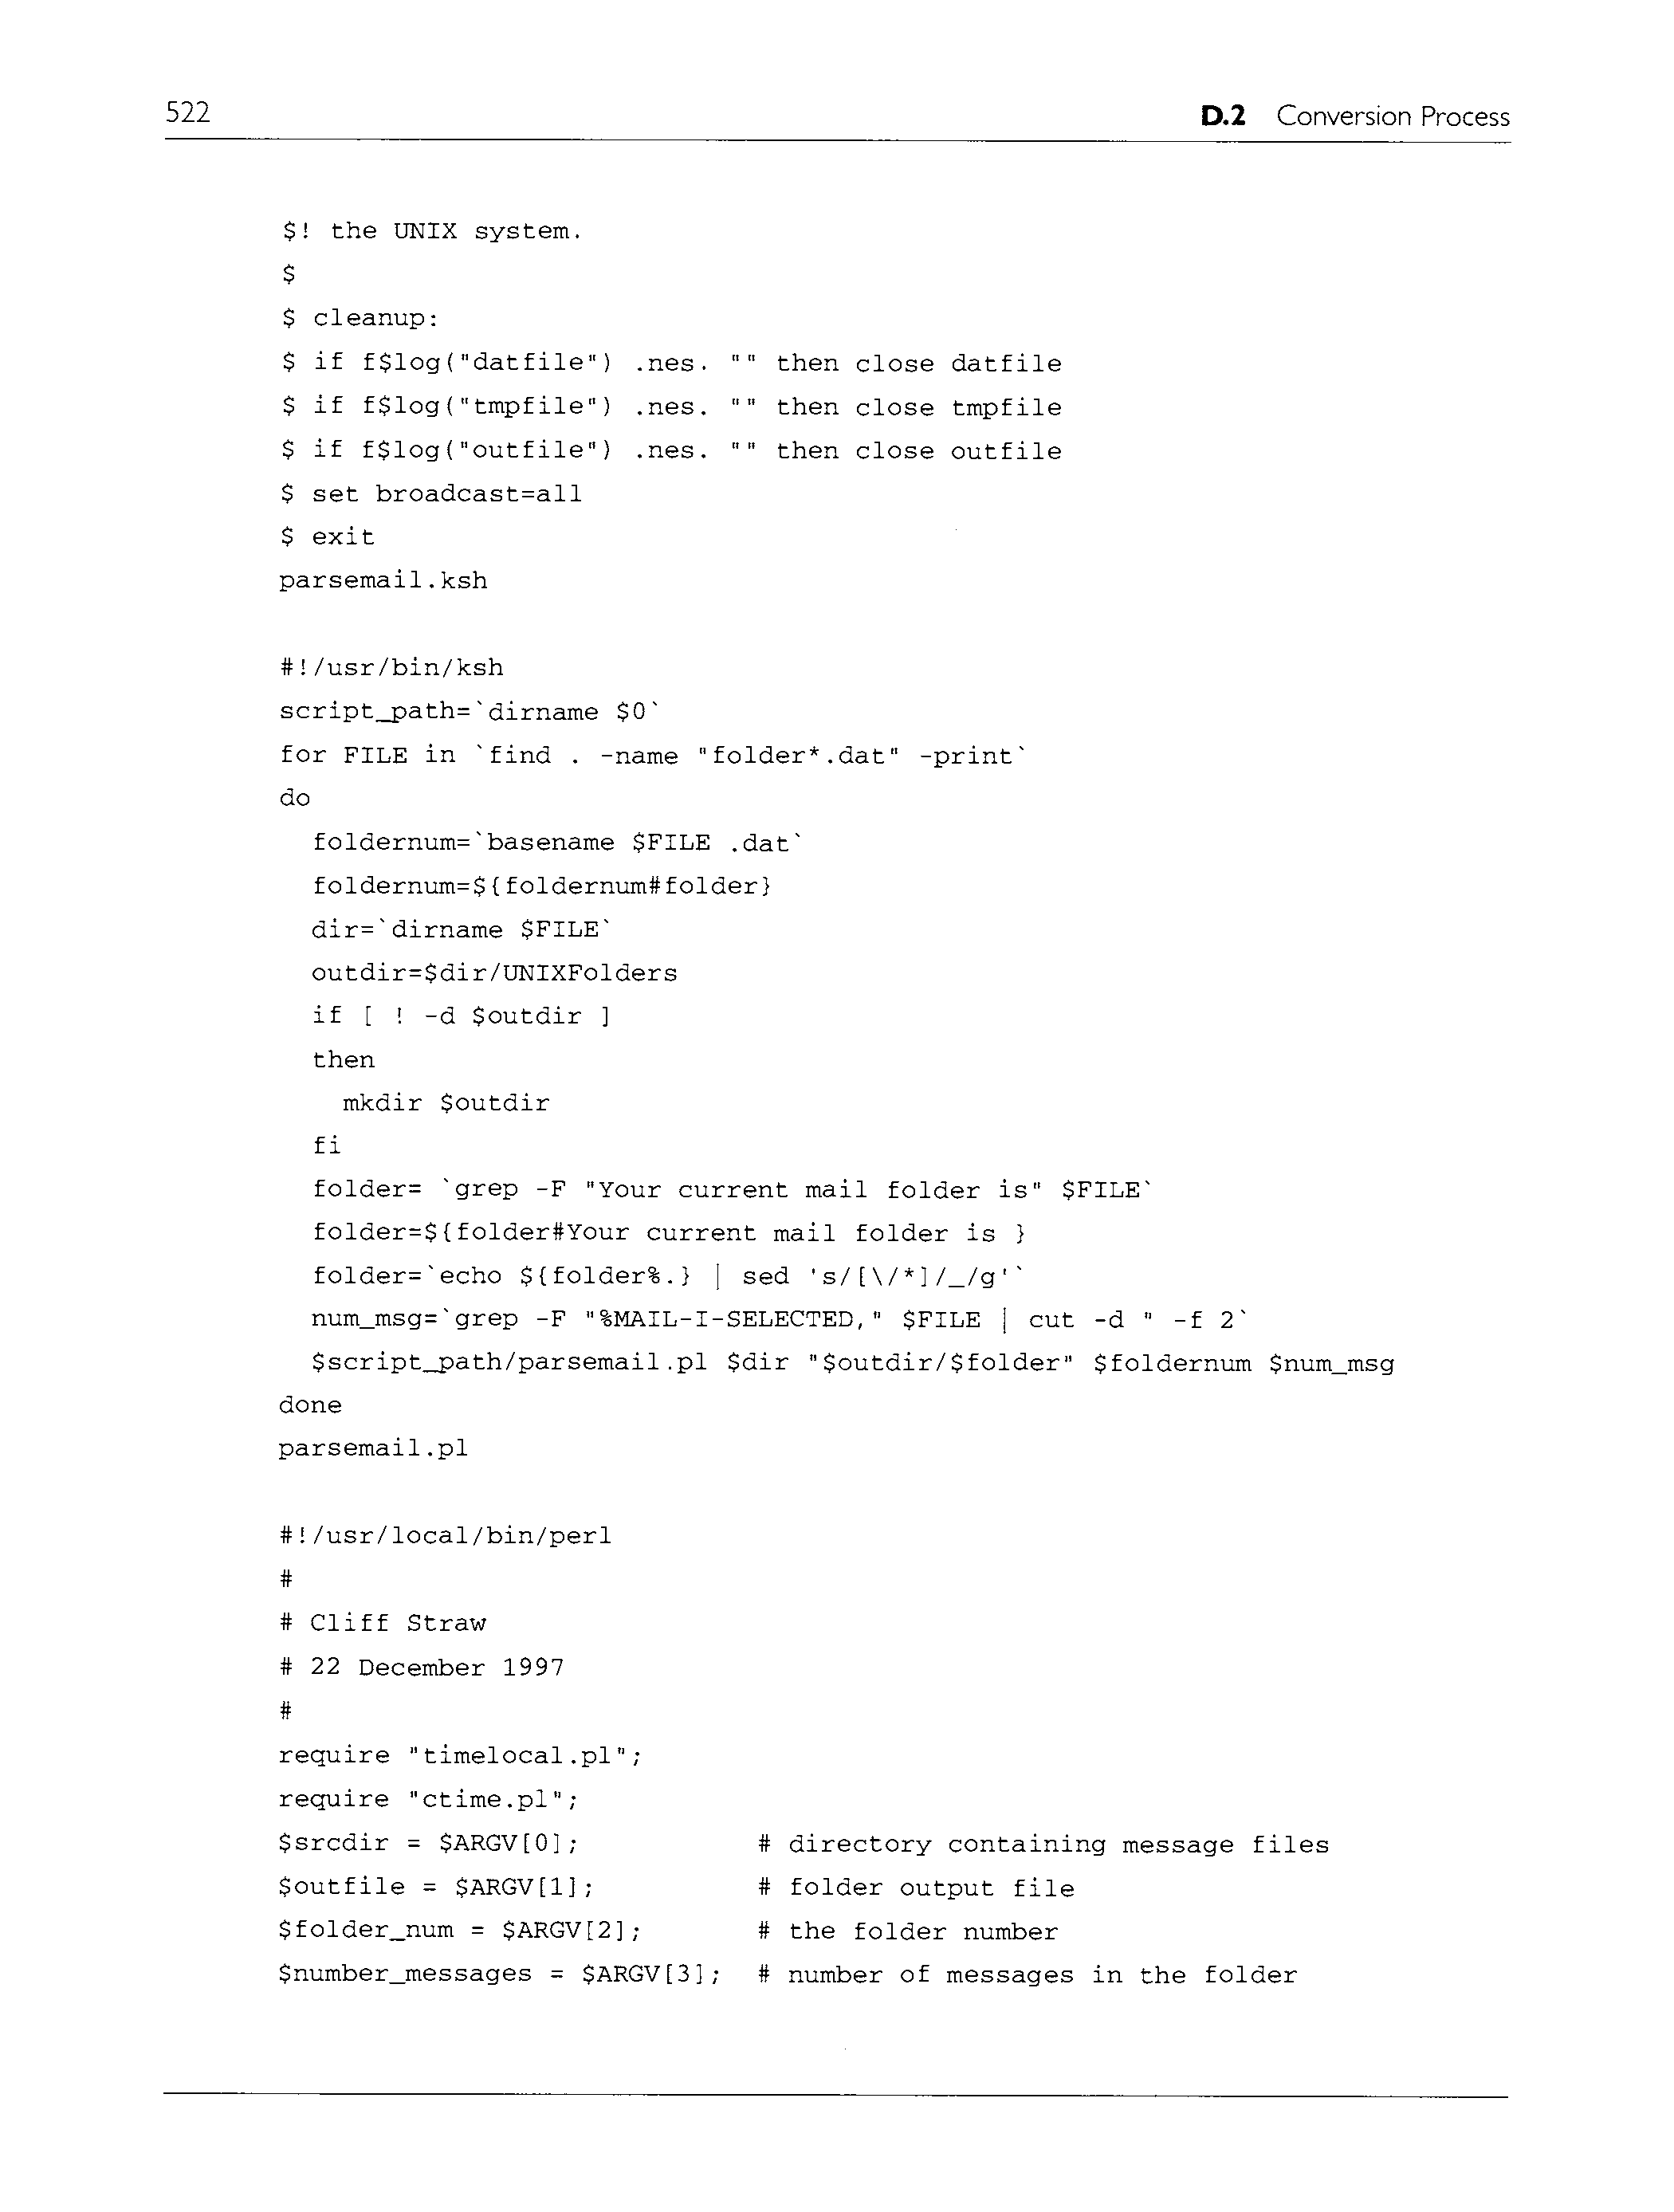 522
D.2 Conversion Process
$! the UNIX system.
$
$ cleanup:
$ if f$log("datfile") .nes. "" then close datfile
$ if f$log("tmpfile") .nes. "" then close tmpfile
$ if f$log("outfile") .nes. "" then close outfile
$ set broadcast=all
$ exit
parsemail.ksh
#!/usr/bin/ksh
script_path=`dirname $0`
for FILE in `find . -name "folder*.dat" -print`
do
foldernum=`basename $FILE .dat`
foldernum=${foldernum#folder}
dir=`dirname $FILE`
outdir=$dir/UNIXFolders
if [ ! -d $outdir ]
then
mkdir $outdir
fi
folder= `grep -F "Your current mail folder is" $FILE`
folder=${folder#Your current mail folder is }
folder=`echo ${folder%.} | sed 's/[\/*]/_/g'`
num_msg=`grep -F "%MAIL-I-SELECTED," $FILE | cut -d " -f 2`
$script_path/parsemail.pl $dir "$outdir/$folder" $foldernum $num_msg
done
parsemail.pl
#!/usr/local/bin/perl
#
# Cliff Straw
# 22 December 1997
#
require "timelocal.pl";
require "ctime.pl";
$srcdir = $ARGV[0]; # directory containing message files
$outfile = $ARGV[1]; # folder output file
$folder_num = $ARGV[2]; # the folder number
$number_messages = $ARGV[3]; # number of messages in the folder